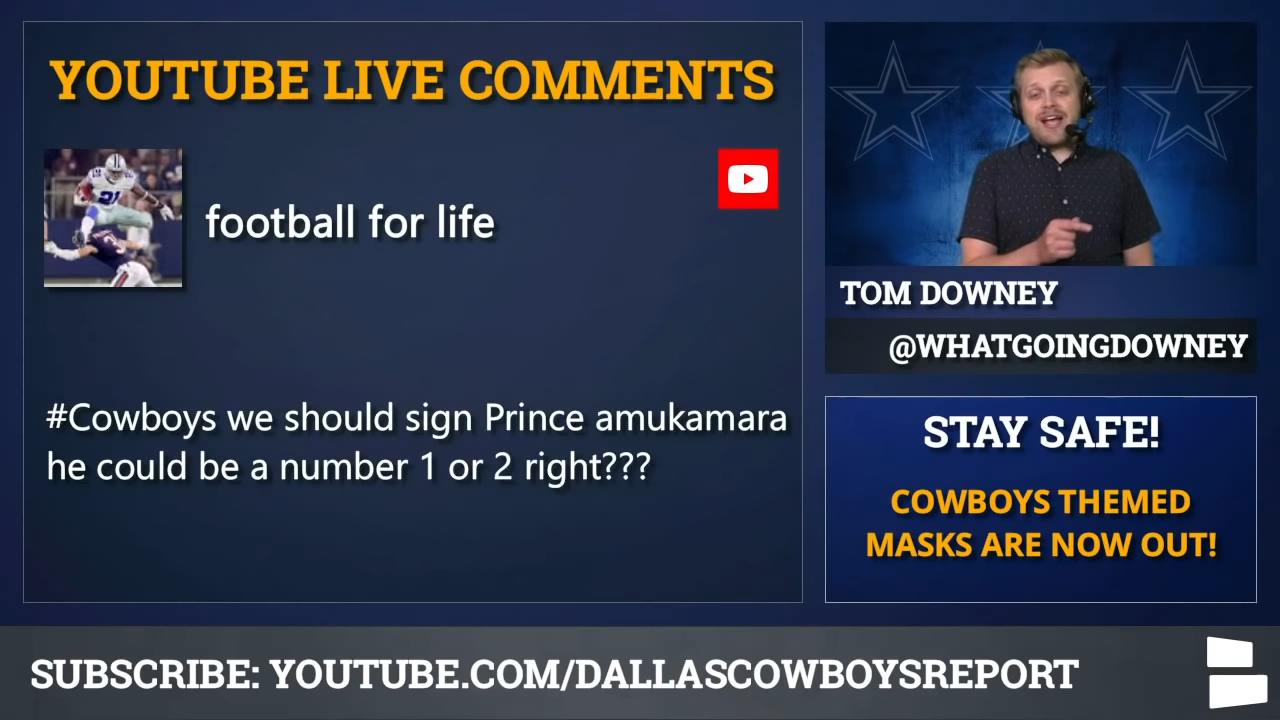 YOUTUBE LIVE COMMENTS
football for life
#Cowboys we should sign Prince amukamara
he could be a number 1 or 2 right???
TOM DOWNEY
@WHATGOINGDOWNEY
STAY SAFE!
COWBOYS THEMED
MASKS ARE NOW OUT!
SUBSCRIBE: YOUTUBE.COM/DALLASCOWBOYSREPORT
21